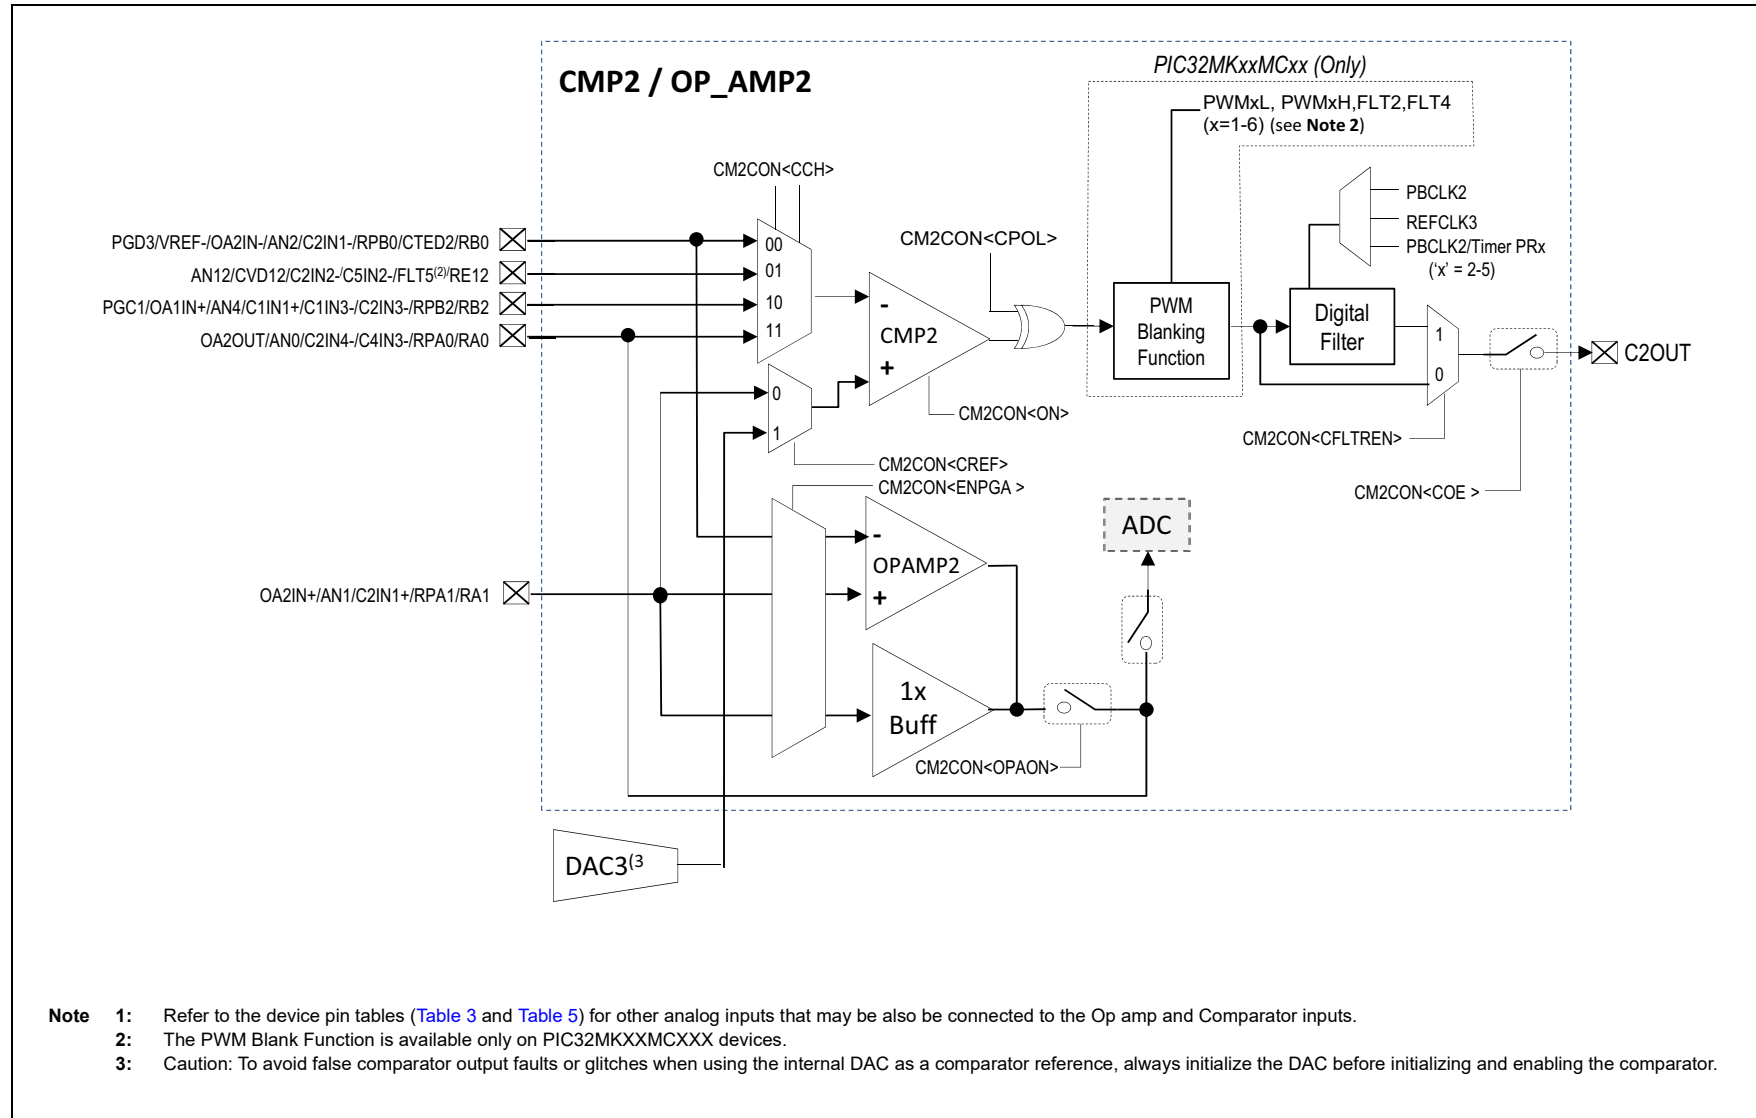 CMP2 / OP_AMP2
PIC32MKxxMCxx (Only)
PWMxL, PWMxH,FLT2,FLT4
(x=1-6) (see Note 2)
CM2CON<CCH>
PBCLK2
REFCLK3
PBCLK2/Timer PRx
(‘x’ = 2-5)
PGD3/VREF-/OA2IN-/AN2/C2IN1-/RPB0/CTED2/RB0
AN12/CVD12/C2IN2-/C5IN2-/FLT5(2)/RE12
PGC1/OA1IN+/AN4/C1IN1+/C1IN3-/C2IN3-/RPB2/RB2
OA2OUT/AN0/C2IN4-/C4IN3-/RPA0/RA0
00
01
10
11
CM2CON<CPOL>
-
CMP2
+
PWM
Blanking
Function
Digital
Filter
1
0
C2OUT
0
1
CM2CON<ON>
CM2CON<CFLTREN>
CM2CON<CREF>
CM2CON<ENPGA >
CM2CON<COE >
ADC
-
OPAMP2
+
OA2IN+/AN1/C2IN1+/RPA1/RA1
1x
Buff
CM2CON<OPAON>
DAC3(3
Note 1: Refer to the device pin tables (Table 3 and Table 5) for other analog inputs that may be also be connected to the Op amp and Comparator inputs.
2: The PWM Blank Function is available only on PIC32MKXXMCXXX devices.
3: Caution: To avoid false comparator output faults or glitches when using the internal DAC as a comparator reference, always initialize the DAC before initializing and enabling the comparator.